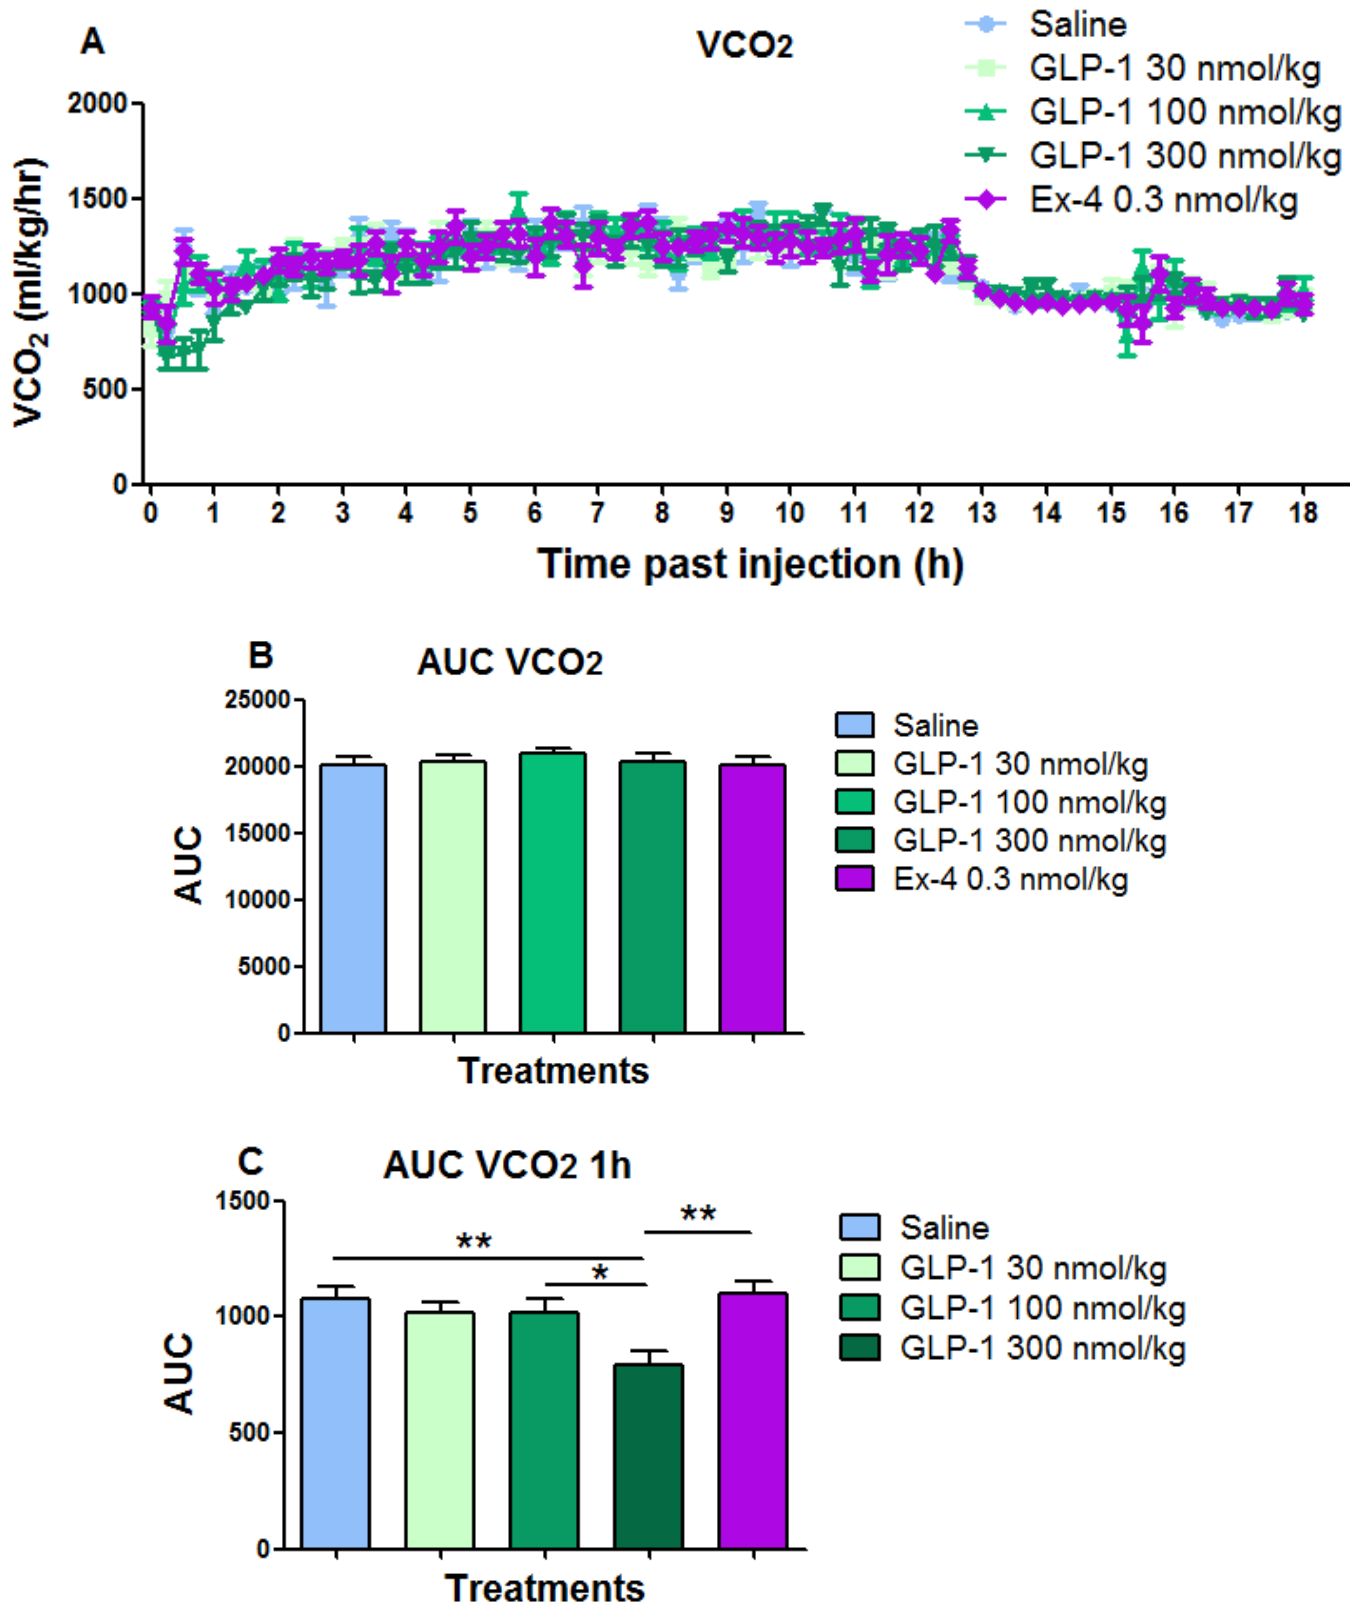 A
VCO2
Saline
GLP-1 30 nmol/kg
GLP-1 100 nmol/kg
GLP-1 300 nmol/kg
Ex-4 0.3 nmol/kg
VCO2 (ml/kg/hr)
2000
1500
1000
500
0
0 1 2 3 4 5 6 7 8 9 10 11 12 13 14 15 16 17 18
Time past injection (h)
B
AUC VCO2
AUC
25000
20000
15000
10000
5000
0
Treatments
Saline
GLP-1 30 nmol/kg
GLP-1 100 nmol/kg
GLP-1 300 nmol/kg
Ex-4 0.3 nmol/kg
C
AUC VCO2 1h
AUC
1500
1000
500
0
**
*
**
Treatments
Saline
GLP-1 30 nmol/kg
GLP-1 100 nmol/kg
GLP-1 300 nmol/kg